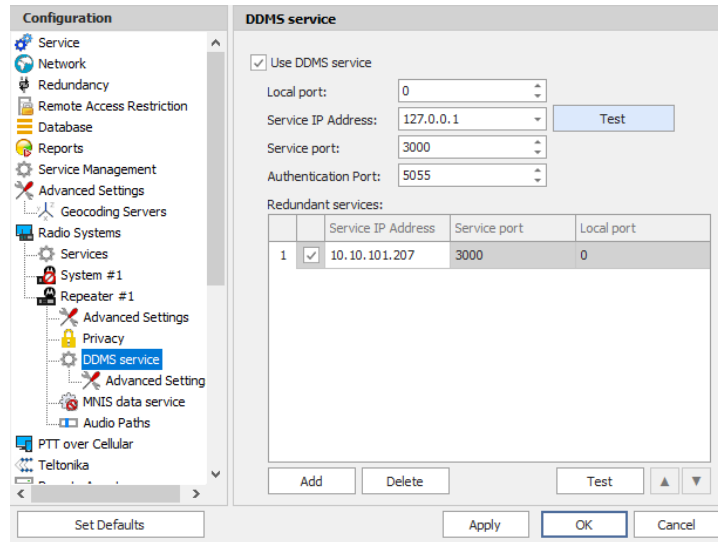 Configuration
Service
Network
Redundancy
Remote Access Restriction
Database
Reports
Service Management
Advanced Settings
Geocoding Servers
Radio Systems
Services
System #1
Repeater #1
Advanced Settings
Privacy
DDMS service
Advanced Setting
MNIS data service
Audio Paths
PTT over Cellular
Teltonika
Set Defaults
DDMS service
Use DDMS service
Local port: 0
Service IP Address: 127.0.0.1 Test
Service port: 3000
Authentication Port: 5055
Redundant services:
Service IP Address Service port Local port
1 10.10.101.207 3000 0
Add Delete Test
Apply OK Cancel